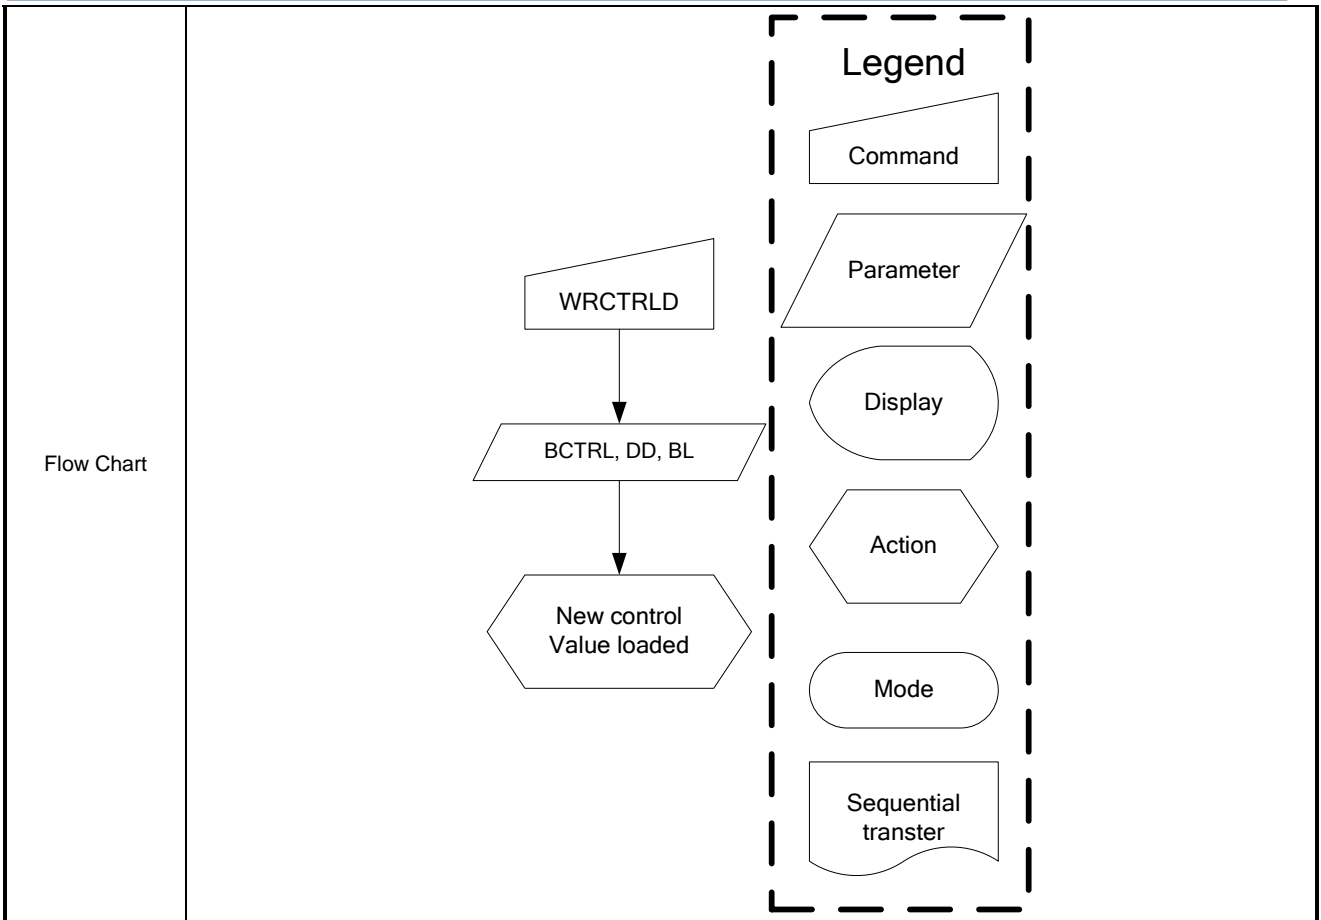 Flow Chart
WRCTRLD
BCTRL, DD, BL
New control
Value loaded
Legend
Command
Parameter
Display
Action
Mode
Sequential
transter